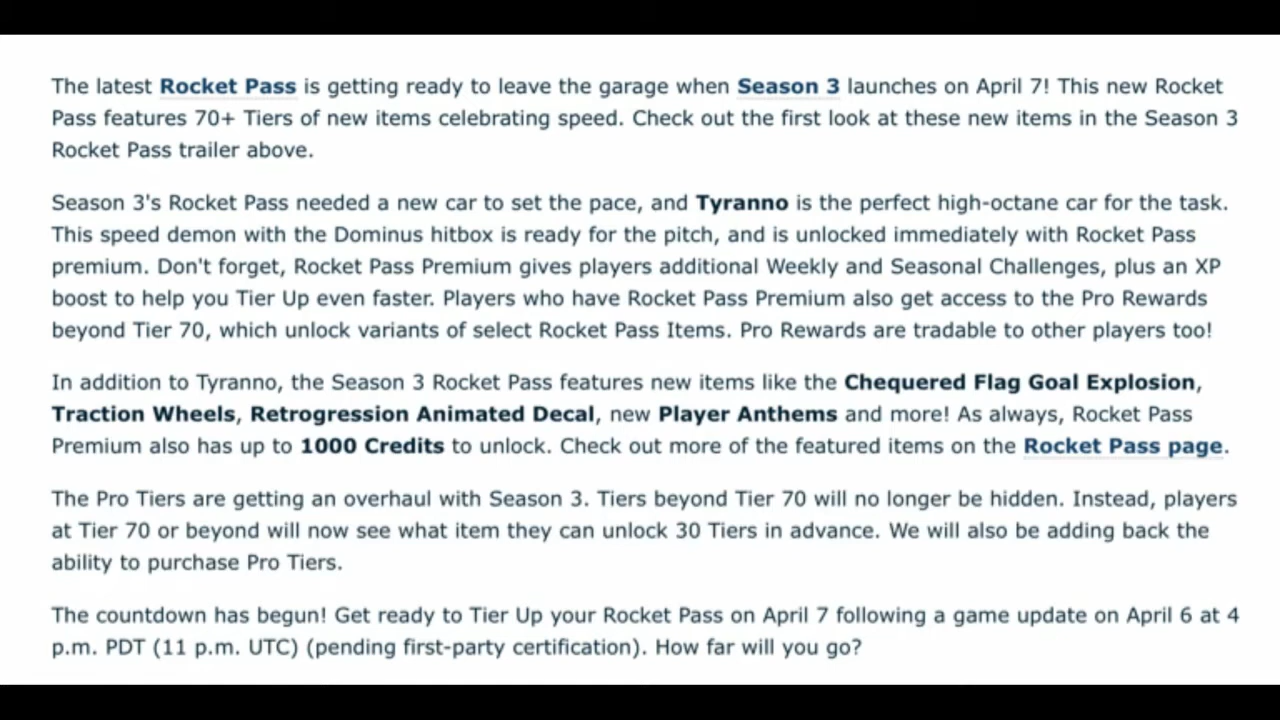 The latest Rocket Pass is getting ready to leave the garage when Season 3 launches on April 7! This new Rocket
Pass features 70+ Tiers of new items celebrating speed. Check out the first look at these new items in the Season 3
Rocket Pass trailer above.
Season 3's Rocket Pass needed a new car to set the pace, and Tyranno is the perfect high-octane car for the task.
This speed demon with the Dominus hitbox is ready for the pitch, and is unlocked immediately with Rocket Pass
premium. Don't forget, Rocket Pass Premium gives players additional Weekly and Seasonal Challenges, plus an XP
boost to help you Tier Up even faster. Players who have Rocket Pass Premium also get access to the Pro Rewards
beyond Tier 70, which unlock variants of select Rocket Pass Items. Pro Rewards are tradable to other players too!
In addition to Tyranno, the Season 3 Rocket Pass features new items like the Chequered Flag Goal Explosion,
Traction Wheels, Retrogression Animated Decal, new Player Anthems and more! As always, Rocket Pass
Premium also has up to 1000 Credits to unlock. Check out more of the featured items on the Rocket Pass page.
The Pro Tiers are getting an overhaul with Season 3. Tiers beyond Tier 70 will no longer be hidden. Instead, players
at Tier 70 or beyond will now see what item they can unlock 30 Tiers in advance. We will also be adding back the
ability to purchase Pro Tiers.
The countdown has begun! Get ready to Tier Up your Rocket Pass on April 7 following a game update on April 6 at 4
p.m. PDT (11 p.m. UTC) (pending first-party certification). How far will you go?